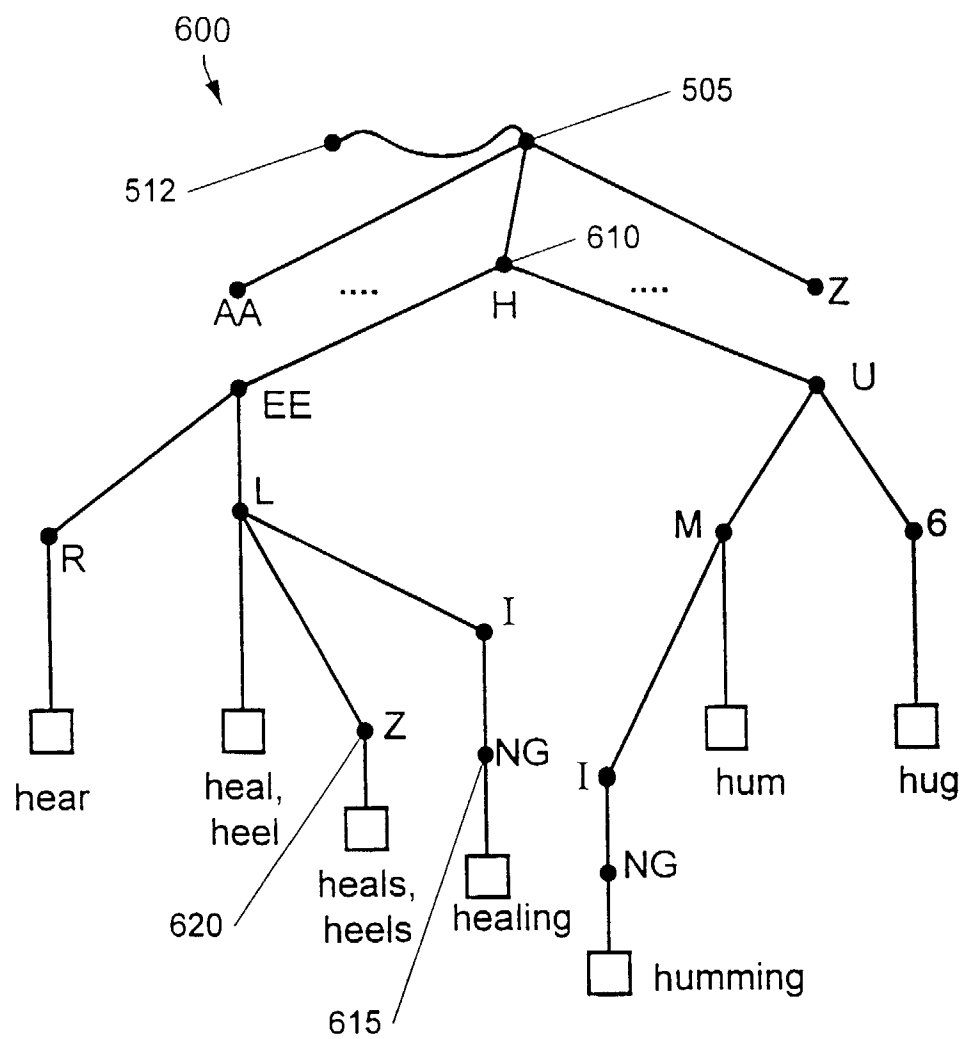 600
505
512
610
AA
....
H
....
Z
EE
U
L
R
M
6
I
Z
NG
I
hear
heal,
heel
hum
hug
NG
heals,
heels
healing
620
humming
615